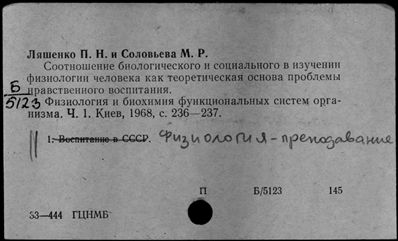 Ляшенко П. Н. и Соловьева М. Р.
Соотношение биологического и социального в изучении
физиологии человека как теоретическая основа проблемы
нравственного воспитания.
Б
5123
Физиология и биохимия функциональных систем орга-
низма. Ч. 1. Киев, 1968, с. 236—237.
1. Воспитание в СССР. Физиология - преподавание
П Б/5123 145
33—444 ГЦНМБ